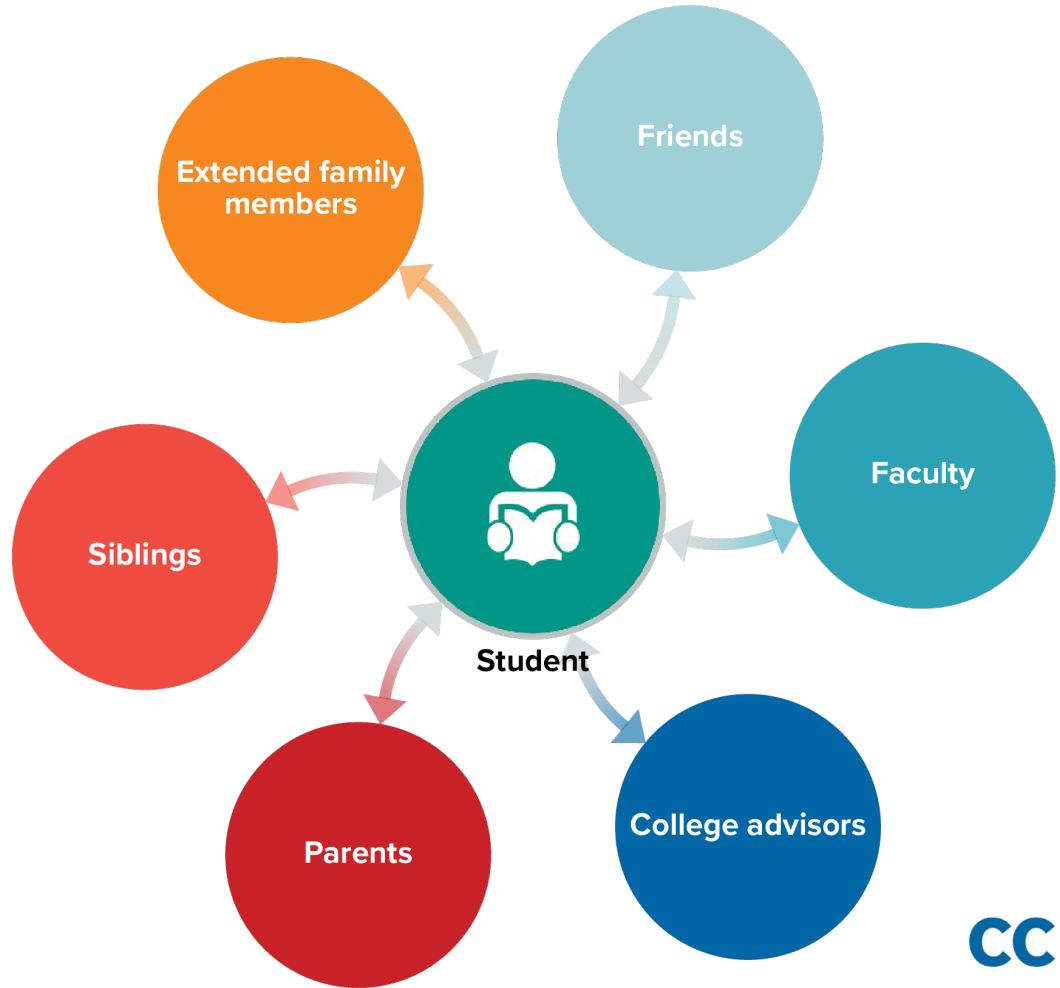 Friends
Extended family
members
Faculty
Siblings
Student
College advisors
Parents
CC